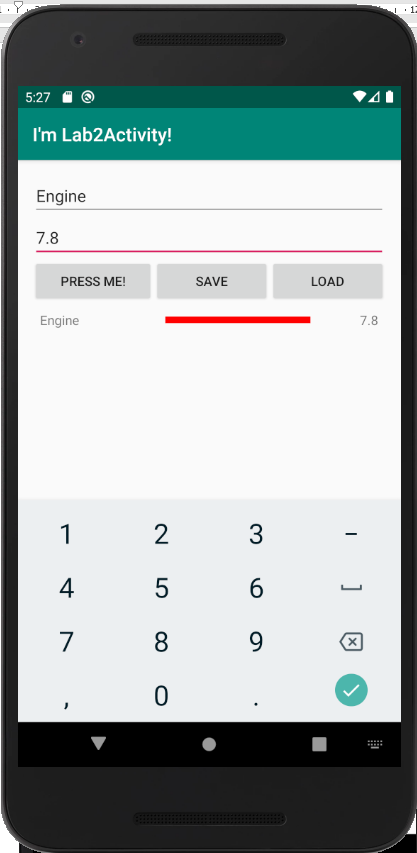 5:27
I'm Lab2Activity!
Engine
7.8
PRESS ME! SAVE LOAD
Engine 7.8
1 2 3 -
4 5 6
7 8 9
, 0 .